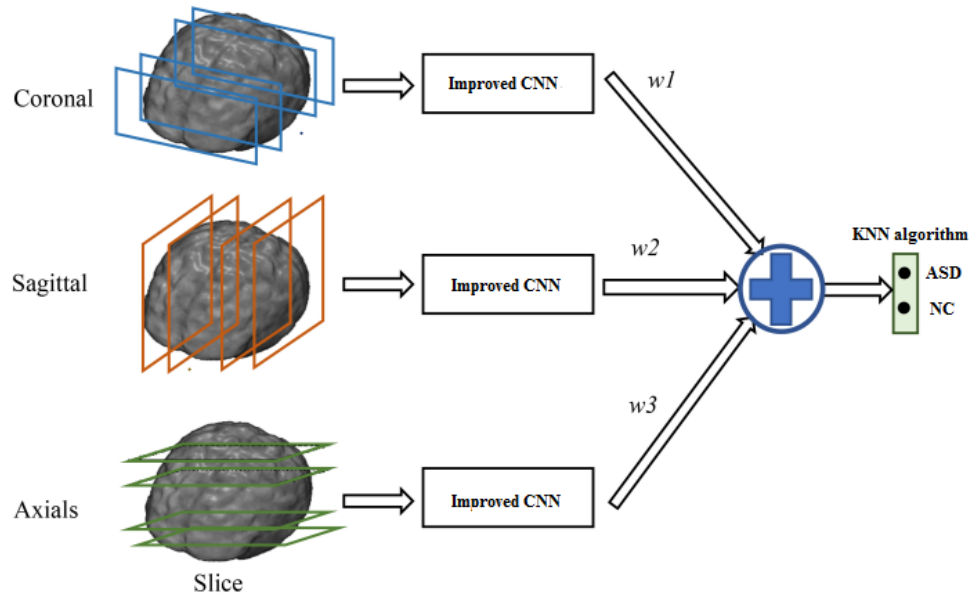 Coronal
Improved CNN
w1
KNN algorithm
ASD
NC
Sagittal
Improved CNN
w2
Axials
Improved CNN
w3
Slice